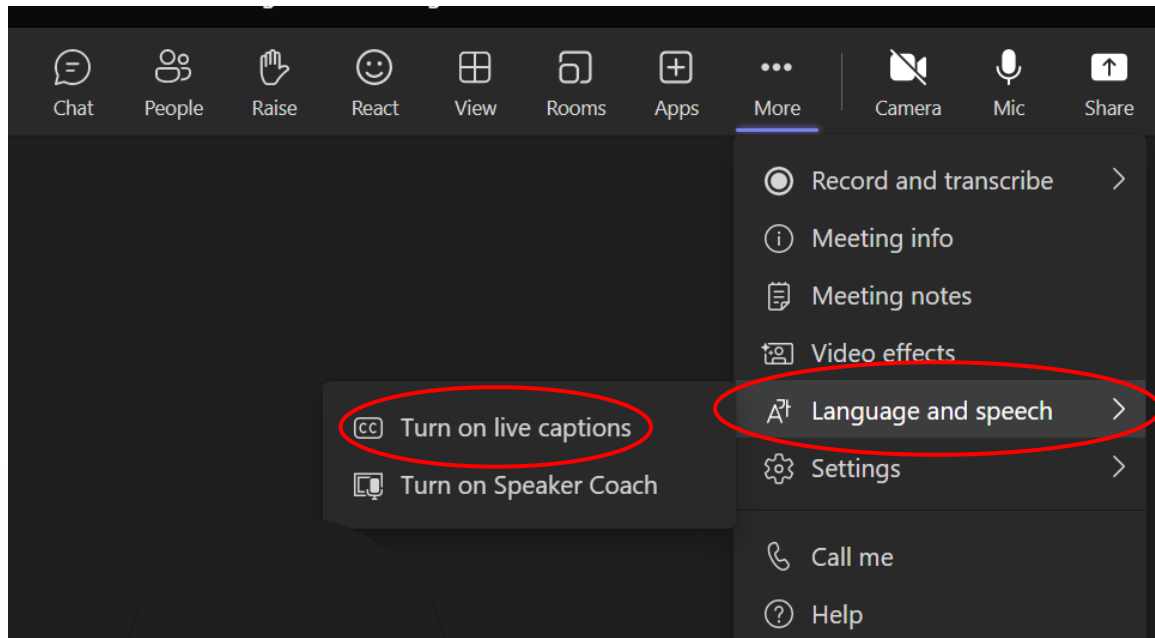 Chat People Raise React View Rooms Apps More Camera Mic Share
Record and transcribe
Meeting info
Meeting notes
Video effects
Language and speech
Settings
Call me
Help
CC Turn on live captions
Turn on Speaker Coach